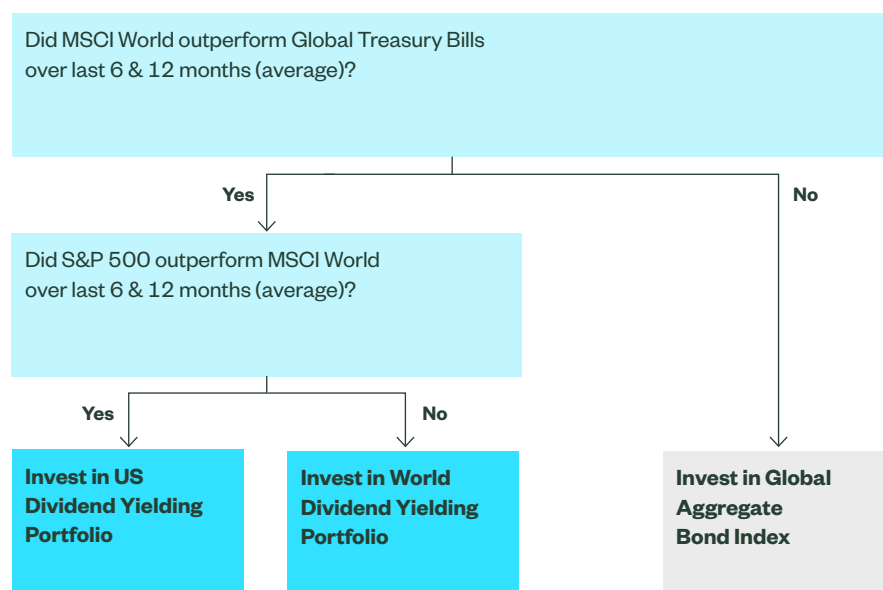 Did MSCI World outperform Global Treasury Bills
over last 6 & 12 months (average)?
Yes
No
Did S&P 500 outperform MSCI World
over last 6 & 12 months (average)?
Yes
No
Invest in US
Dividend Yielding
Portfolio
Invest in World
Dividend Yielding
Portfolio
Invest in Global
Aggregate
Bond Index